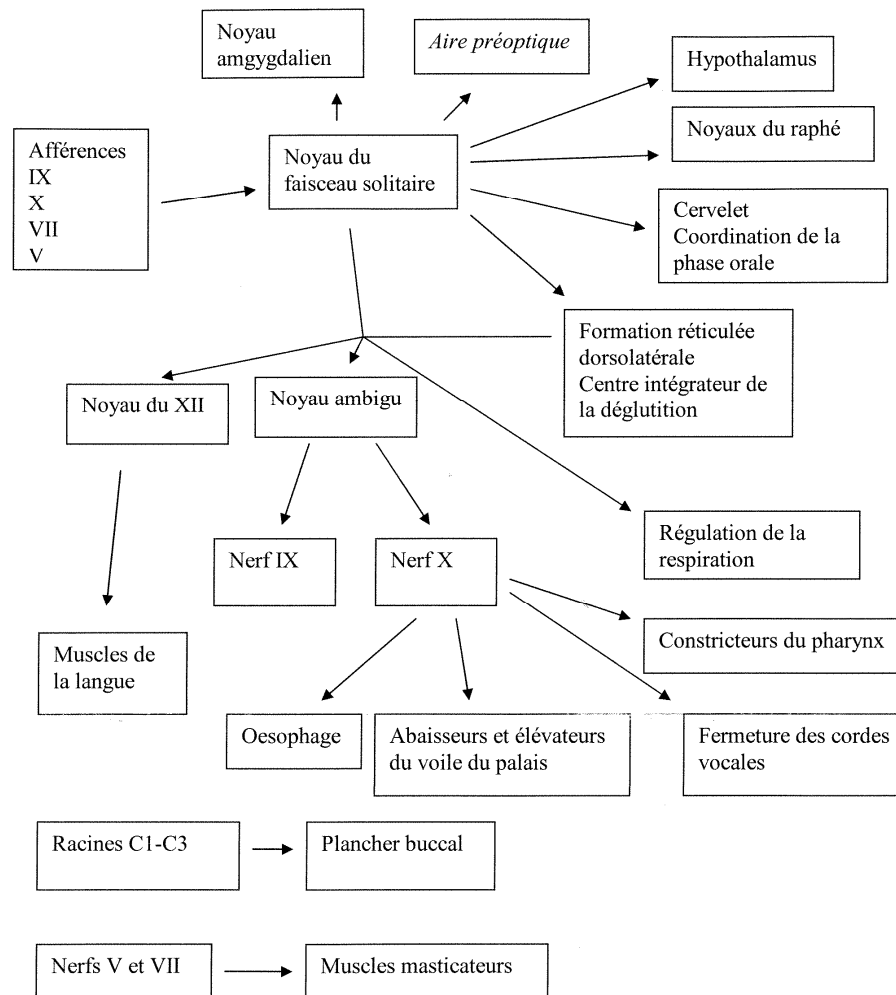 Noyau
amgygdalien
Aire préoptique
Hypothalamus
Noyaux du raphé
Afférences
IX
X
VII
V
Noyau du
faisceau solitaire
Cervelet
Coordination de la
phase orale
Formation réticulée
dorsolatérale
Centre intégrateur de
la déglutition
Noyau du XII
Noyau ambigu
Nerf IX
Nerf X
Régulation de la
respiration
Muscles de
la langue
Constricteurs du pharynx
Oesophage
Abaisseurs et élévateurs
du voile du palais
Fermeture des cordes
vocales
Racines C1-C3
Plancher buccal
Nerfs V et VII
Muscles masticateurs